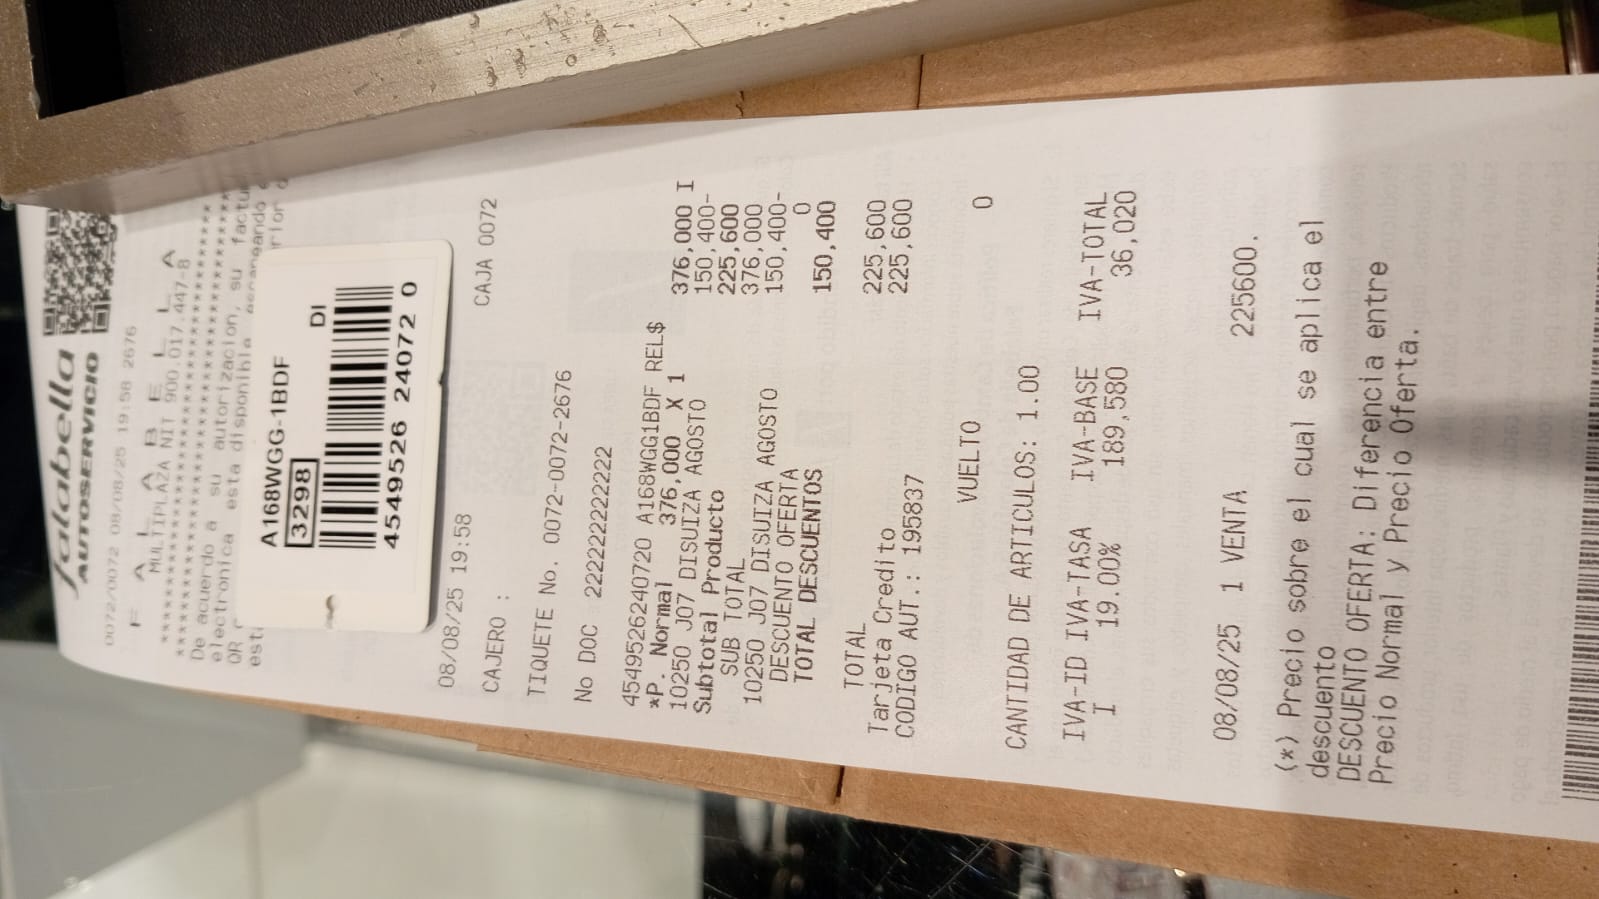 falabella
AUTOSERVICIO
0072/0072 08/08/25 19:58 2676
F A L A B E L L A
MULTIPLAZA NIT 900.017.447-8
De acuerdo a su autorizacion, su factu
electronica esta disponible escaneando
QR
A168WGG-1BDF
3298 DI
4549526 24072 0
08/08/25 19:58
CAJERO : CAJA 0072
TIQUETE No. 0072-0072-2676
No DOC 222222222222
4549526240720 A168WGG1BDF REL$
*P. Normal 376,000 X 1 376,000 I
10250 J07 DISUIZA AGOSTO 150,400-
Subtotal Producto 225,600
SUB TOTAL 376,000
10250 J07 DISUIZA AGOSTO 150,400-
DESCUENTO OFERTA 0
TOTAL DESCUENTOS 150,400
TOTAL 225,600
Tarjeta Credito 225,600
CODIGO AUT.: 195837
VUELTO 0
CANTIDAD DE ARTICULOS: 1.00
IVA-ID IVA-TASA IVA-BASE IVA-TOTAL
I 19.00% 189,580 36,020
08/08/25 1 VENTA 225600.
(*) Precio sobre el cual se aplica el
descuento
DESCUENTO OFERTA: Diferencia entre
Precio Normal y Precio Oferta.